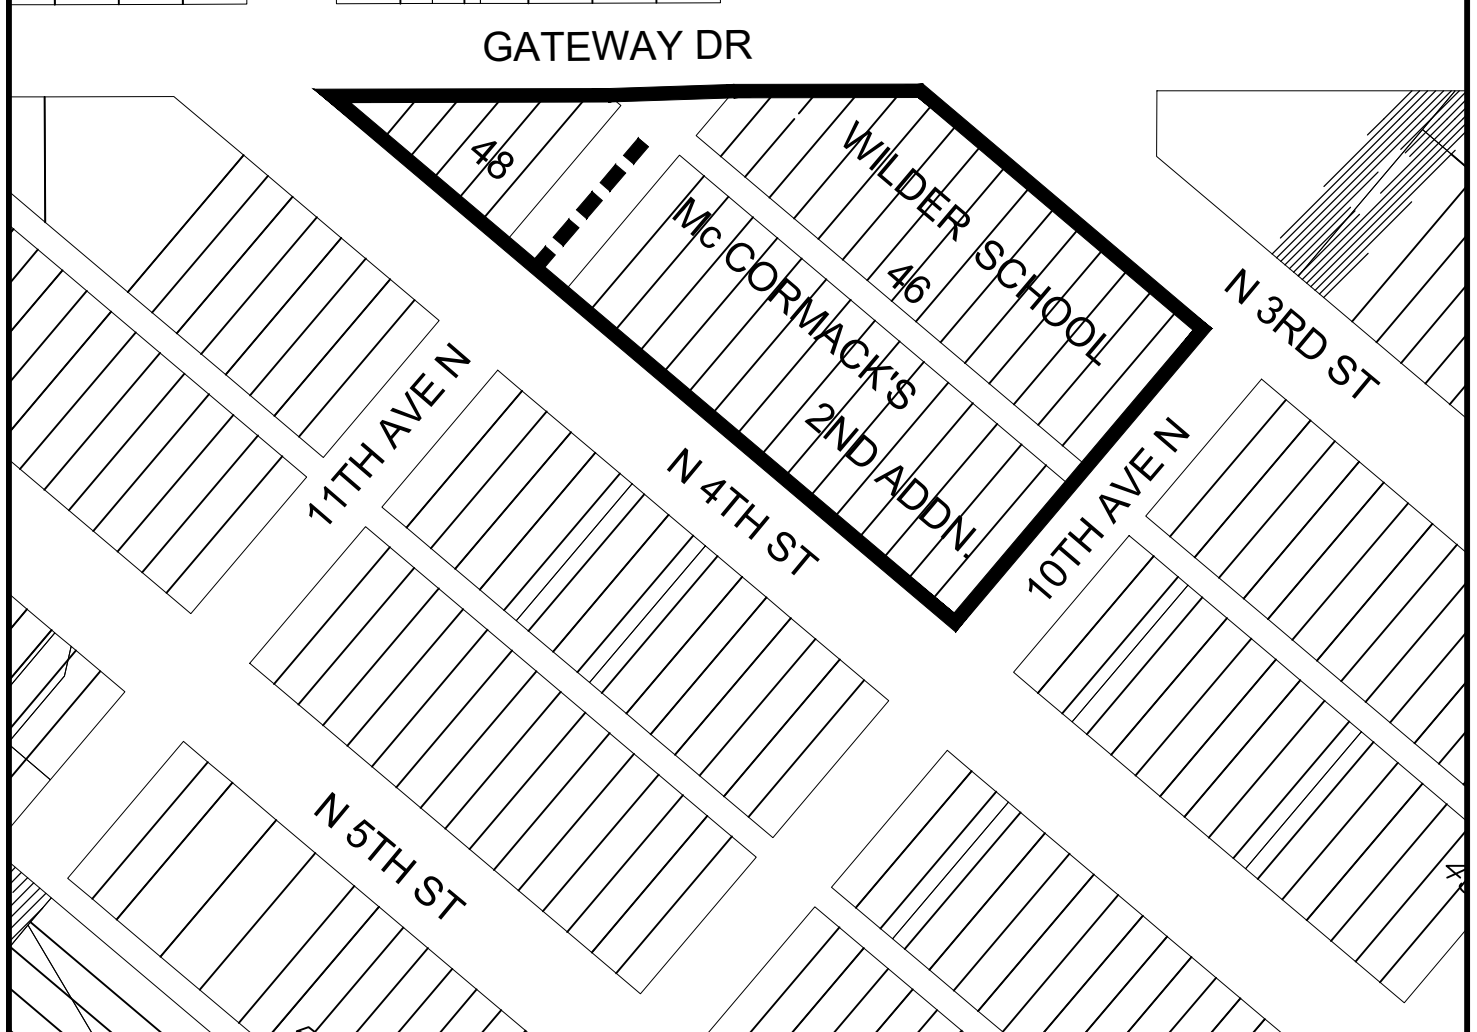 GATEWAY DR
48
WILDER SCHOOL
46
Mc CORMACK'S
2ND ADDN.
N 3RD ST
11TH AVE N
N 4TH ST
10TH AVE N
N 5TH ST